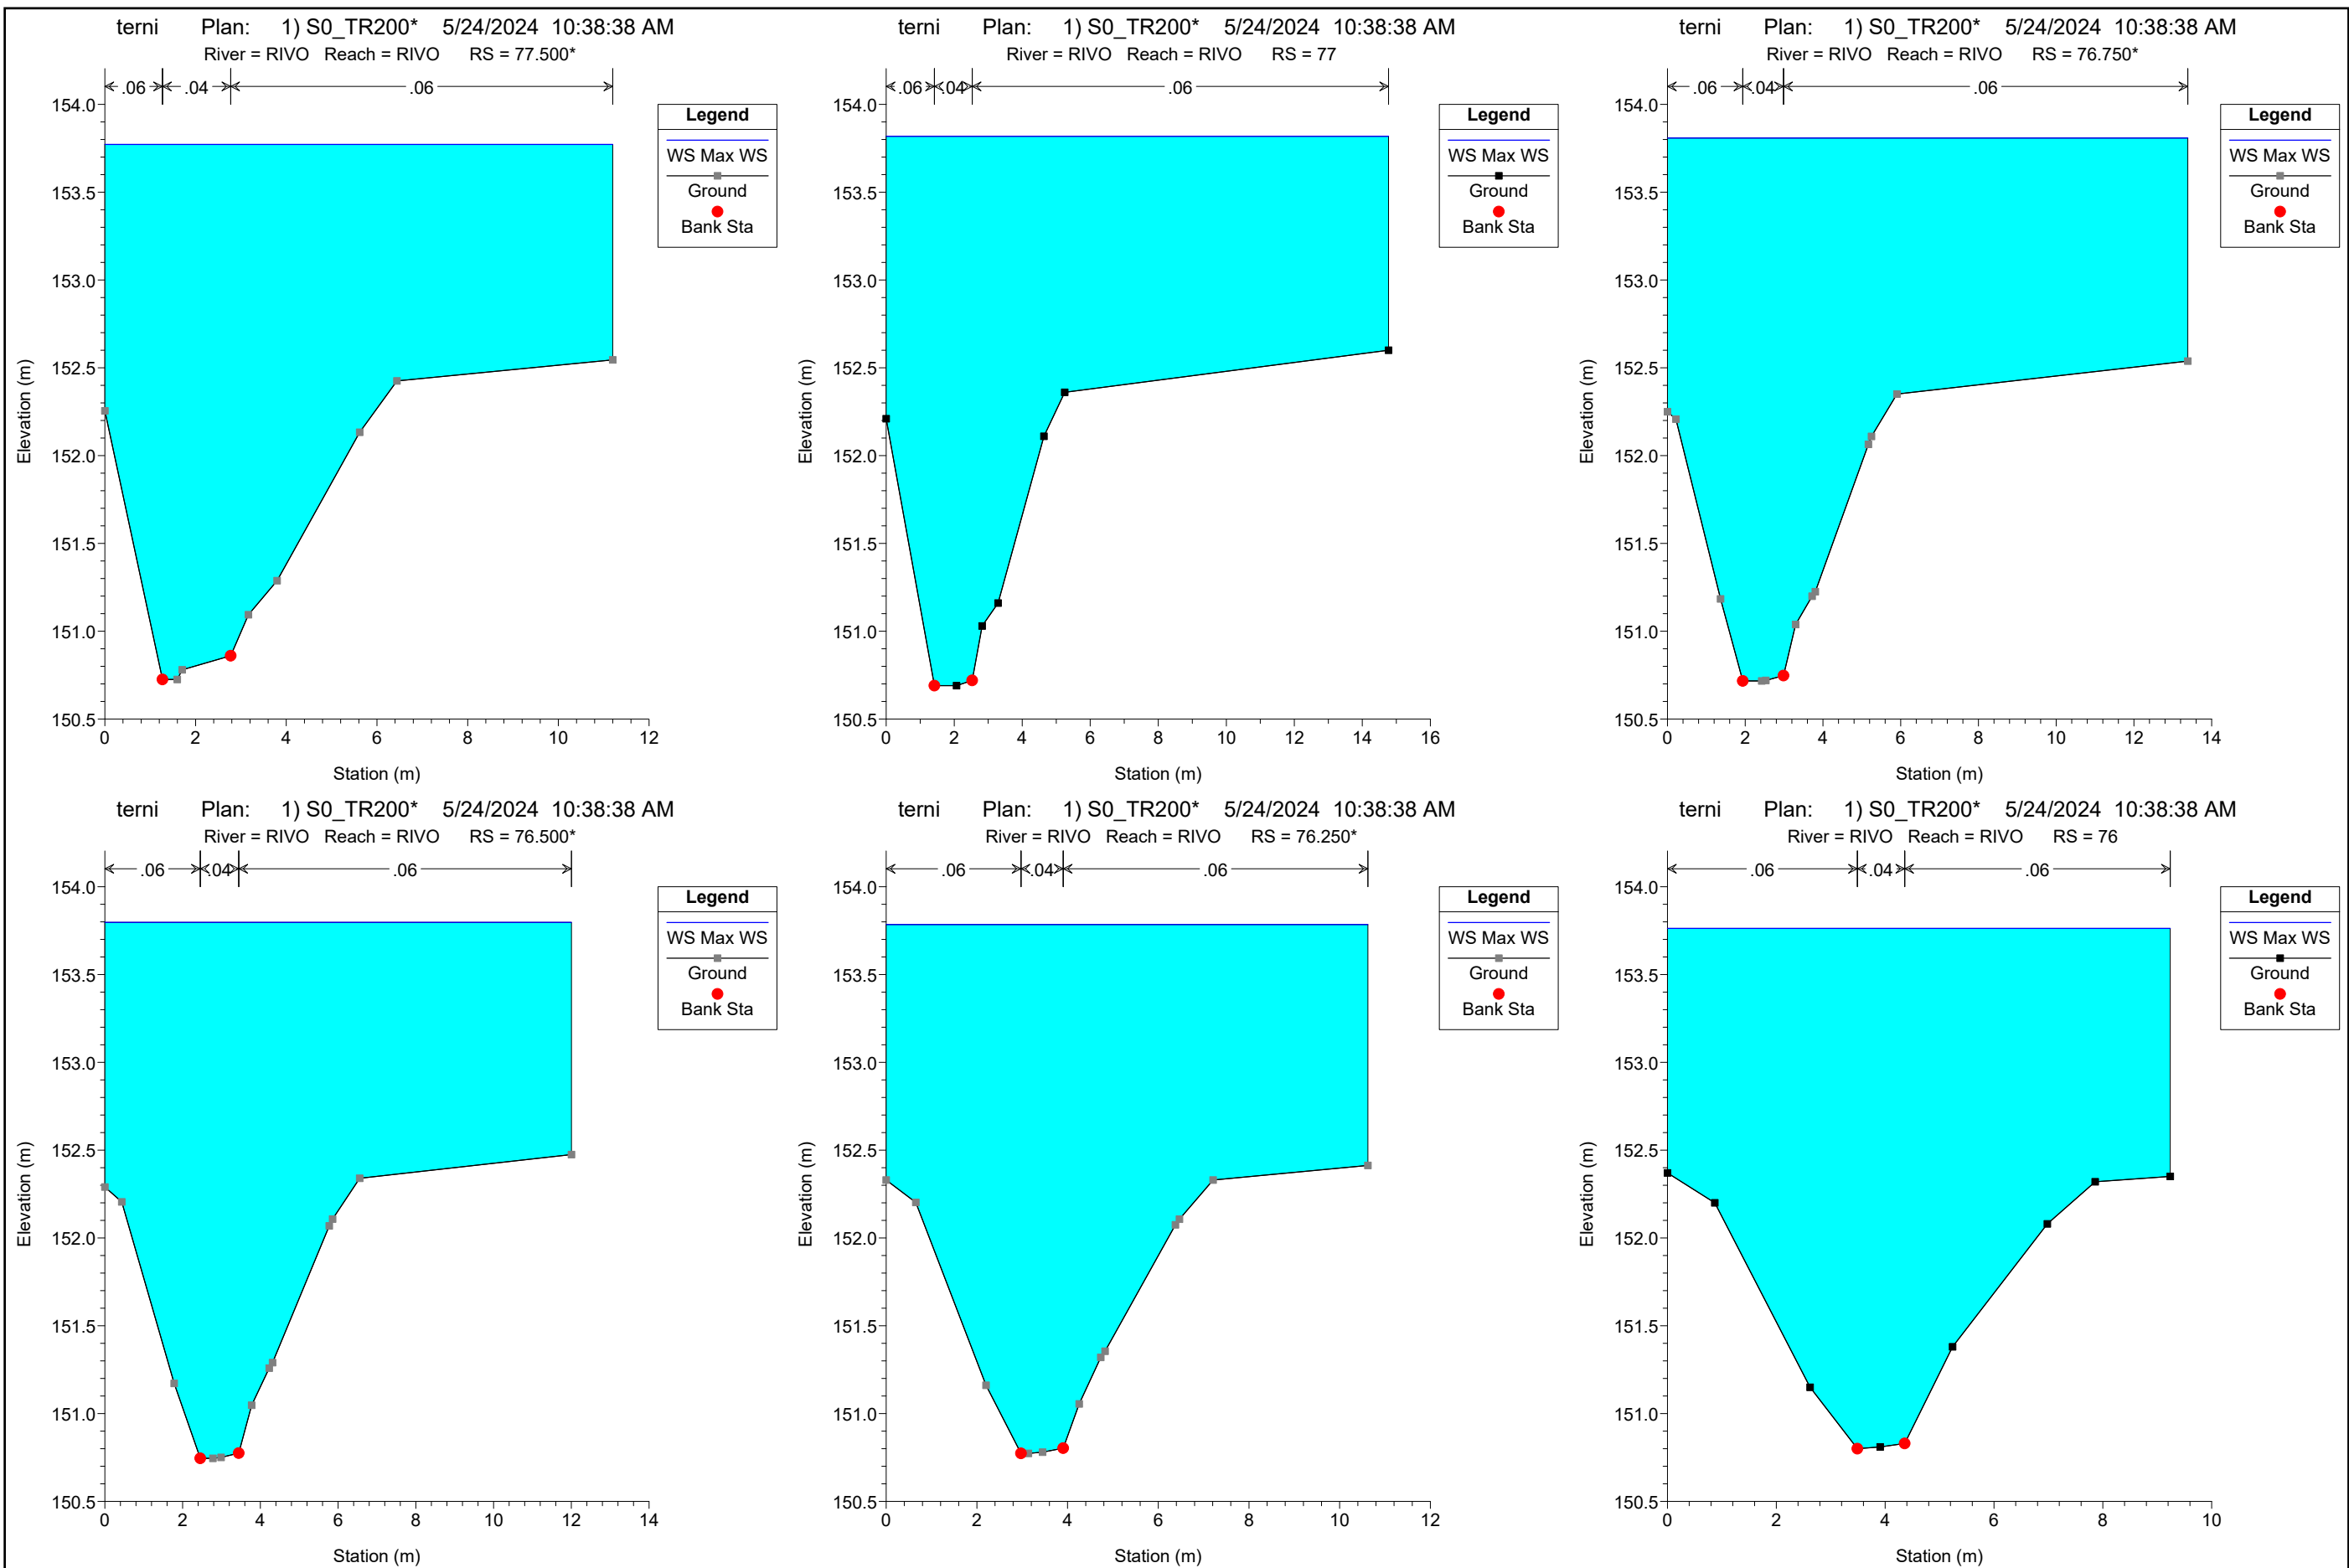 terni Plan: 1) S0_TR200* 5/24/2024 10:38:38 AM
River = RIVO Reach = RIVO RS = 77.500*
.06 .04 .06
Legend
WS Max WS
Ground
Bank Sta
154.0
153.5
153.0
152.5
152.0
151.5
151.0
150.5
Elevation (m)
0 2 4 6 8 10 12
Station (m)
terni Plan: 1) S0_TR200* 5/24/2024 10:38:38 AM
River = RIVO Reach = RIVO RS = 77
.06 .04 .06
Legend
WS Max WS
Ground
Bank Sta
154.0
153.5
153.0
152.5
152.0
151.5
151.0
150.5
Elevation (m)
0 2 4 6 8 10 12 14 16
Station (m)
terni Plan: 1) S0_TR200* 5/24/2024 10:38:38 AM
River = RIVO Reach = RIVO RS = 76.750*
.06 .04 .06
Legend
WS Max WS
Ground
Bank Sta
154.0
153.5
153.0
152.5
152.0
151.5
151.0
150.5
Elevation (m)
0 2 4 6 8 10 12 14
Station (m)
terni Plan: 1) S0_TR200* 5/24/2024 10:38:38 AM
River = RIVO Reach = RIVO RS = 76.500*
.06 .04 .06
Legend
WS Max WS
Ground
Bank Sta
154.0
153.5
153.0
152.5
152.0
151.5
151.0
150.5
Elevation (m)
0 2 4 6 8 10 12 14
Station (m)
terni Plan: 1) S0_TR200* 5/24/2024 10:38:38 AM
River = RIVO Reach = RIVO RS = 76.250*
.06 .04 .06
Legend
WS Max WS
Ground
Bank Sta
154.0
153.5
153.0
152.5
152.0
151.5
151.0
150.5
Elevation (m)
0 2 4 6 8 10 12
Station (m)
terni Plan: 1) S0_TR200* 5/24/2024 10:38:38 AM
River = RIVO Reach = RIVO RS = 76
.06 .04 .06
Legend
WS Max WS
Ground
Bank Sta
154.0
153.5
153.0
152.5
152.0
151.5
151.0
150.5
Elevation (m)
0 2 4 6 8 10
Station (m)